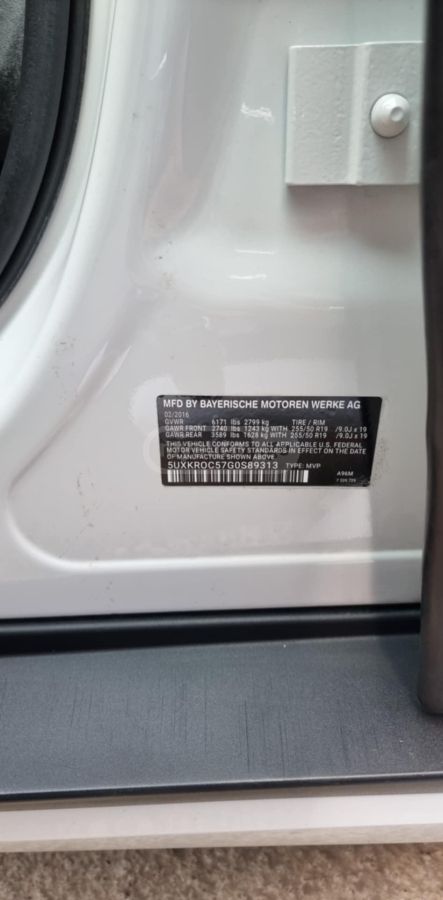 MFD BY BAYERISCHE MOTOREN WERKE AG
02/2016
GVWR 6171 lbs 2799 kg TIRE / RIM
GAWR FRONT 2740 lbs 1243 kg WITH 255/50 R19 /9.0J x 19
GAWR REAR 3589 lbs 1628 kg WITH 255/50 R19 /9.0J x 19
THIS VEHICLE CONFORMS TO ALL APPLICABLE U.S. FEDERAL
MOTOR VEHICLE SAFETY STANDARDS IN EFFECT ON THE DATE
OF MANUFACTURE SHOWN ABOVE.
5UXKR0C57G0S89313 TYPE: MVP
A96M